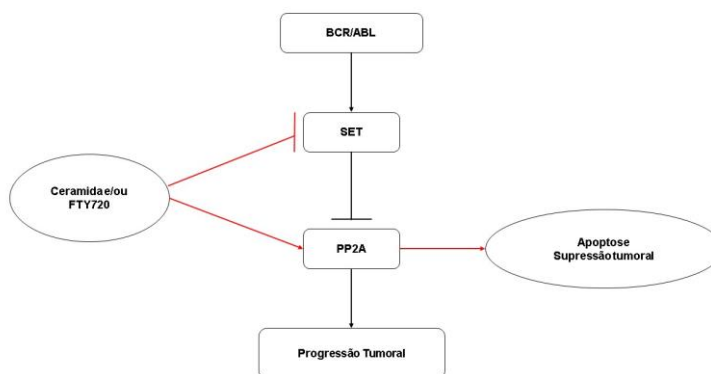 BCR/ABL
SET
Ceramida e/ou
FTY720
PP2A
Apoptose
Supressão tumoral
Progressão Tumoral